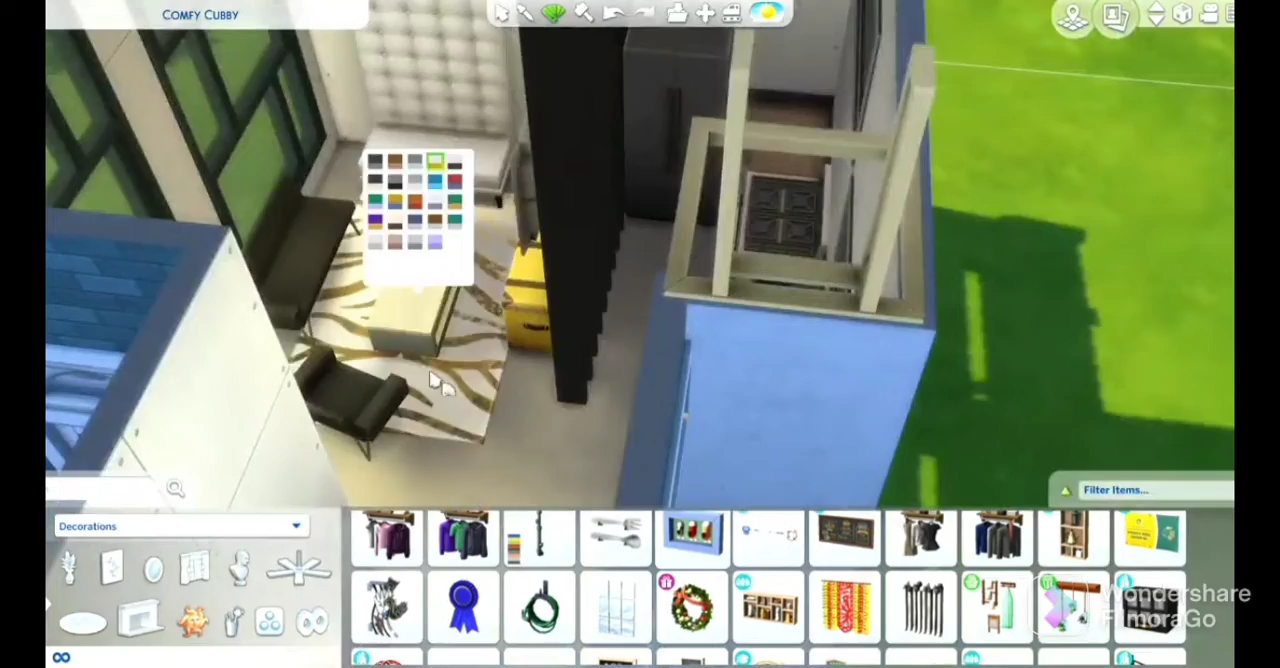 COMFY CUBBY
Filter Items...
Decorations
Wondershare
FilmoraGo